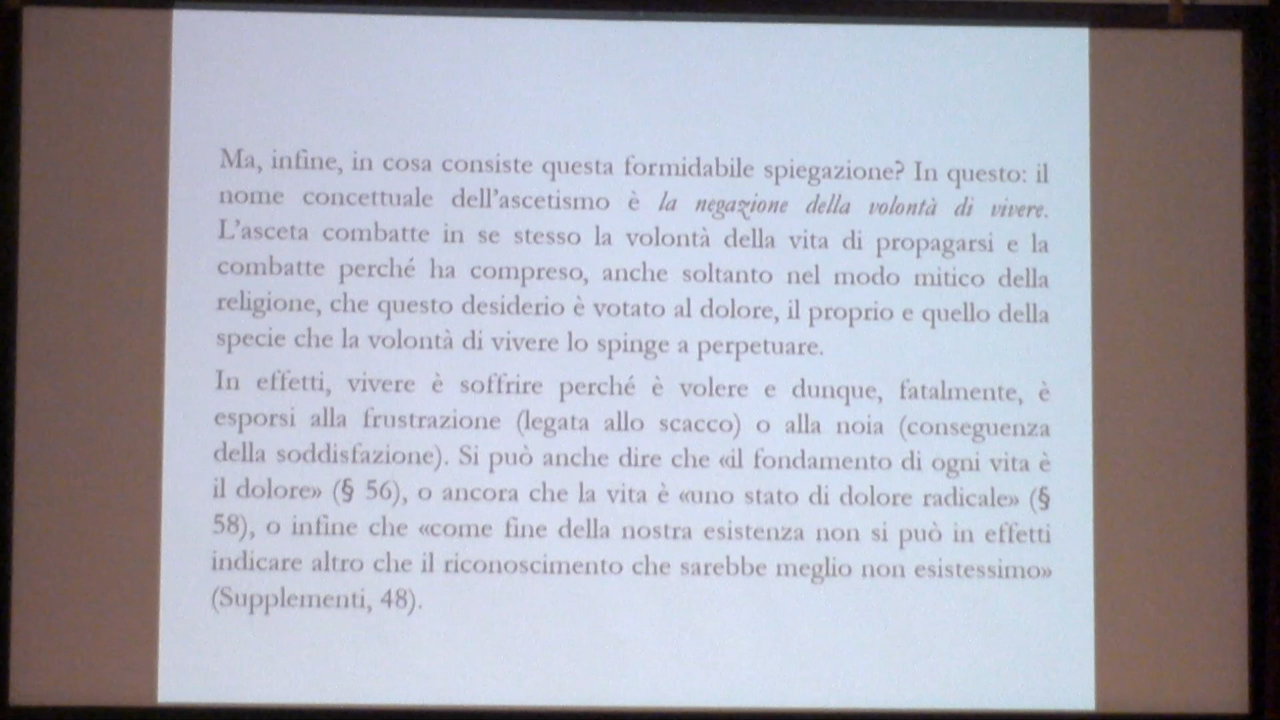 Ma, infine, in cosa consiste questa formidabile spiegazione? In questo: il
nome concettuale dell'ascetismo è la negazione della volontà di vivere.
L'asceta combatte in se stesso la volontà della vita di propagarsi e la
combatte perché ha compreso, anche soltanto nel modo mitico della
religione, che questo desiderio è votato al dolore, il proprio e quello della
specie che la volontà di vivere lo spinge a perpetuare.
In effetti, vivere è soffrire perché è volere e dunque, fatalmente, è
esporsi alla frustrazione (legata allo scacco) o alla noia (conseguenza
della soddisfazione). Si può anche dire che «il fondamento di ogni vita è
il dolore» (§ 56), o ancora che la vita è «uno stato di dolore radicale» (§
58), o infine che «come fine della nostra esistenza non si può in effetti
indicare altro che il riconoscimento che sarebbe meglio non esistessimo»
(Supplementi, 48).